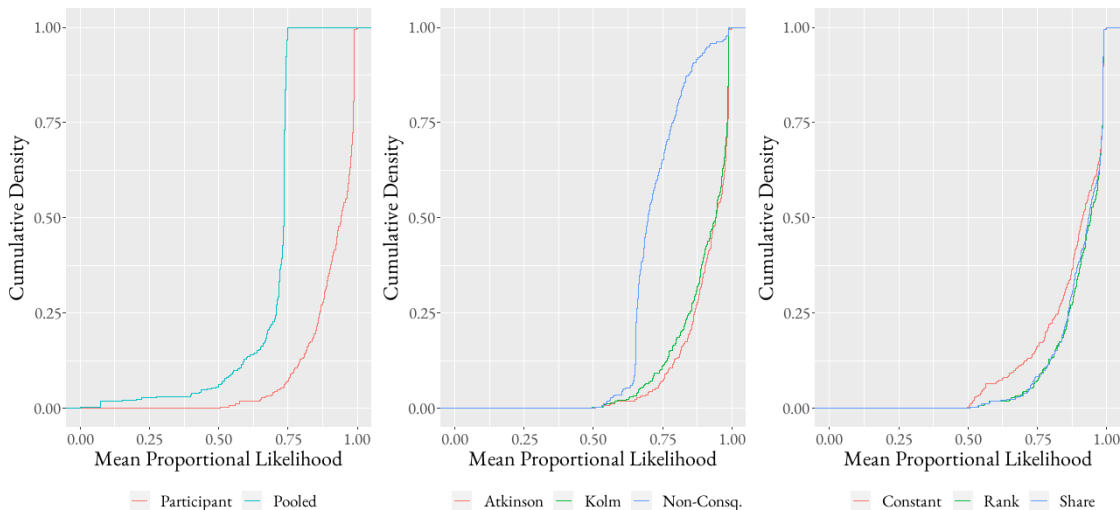 1.00
0.75
0.50
0.25
0.00
Cumulative Density
0.00 0.25 0.50 0.75 1.00
Mean Proportional Likelihood
Participant Pooled
1.00
0.75
0.50
0.25
0.00
Cumulative Density
0.00 0.25 0.50 0.75 1.00
Mean Proportional Likelihood
Atkinson Kolm Non-Consq.
1.00
0.75
0.50
0.25
0.00
Cumulative Density
0.00 0.25 0.50 0.75 1.00
Mean Proportional Likelihood
Constant Rank Share